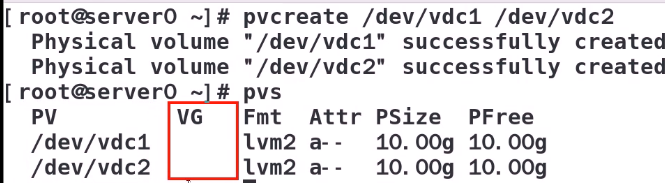 [root@server0 ~]# pvcreate /dev/vdc1 /dev/vdc2
  Physical volume "/dev/vdc1" successfully created
  Physical volume "/dev/vdc2" successfully created
[root@server0 ~]# pvs
  PV         VG   Fmt  Attr PSize  PFree
  /dev/vdc1       lvm2 a--  10.00g 10.00g
  /dev/vdc2       lvm2 a--  10.00g 10.00g